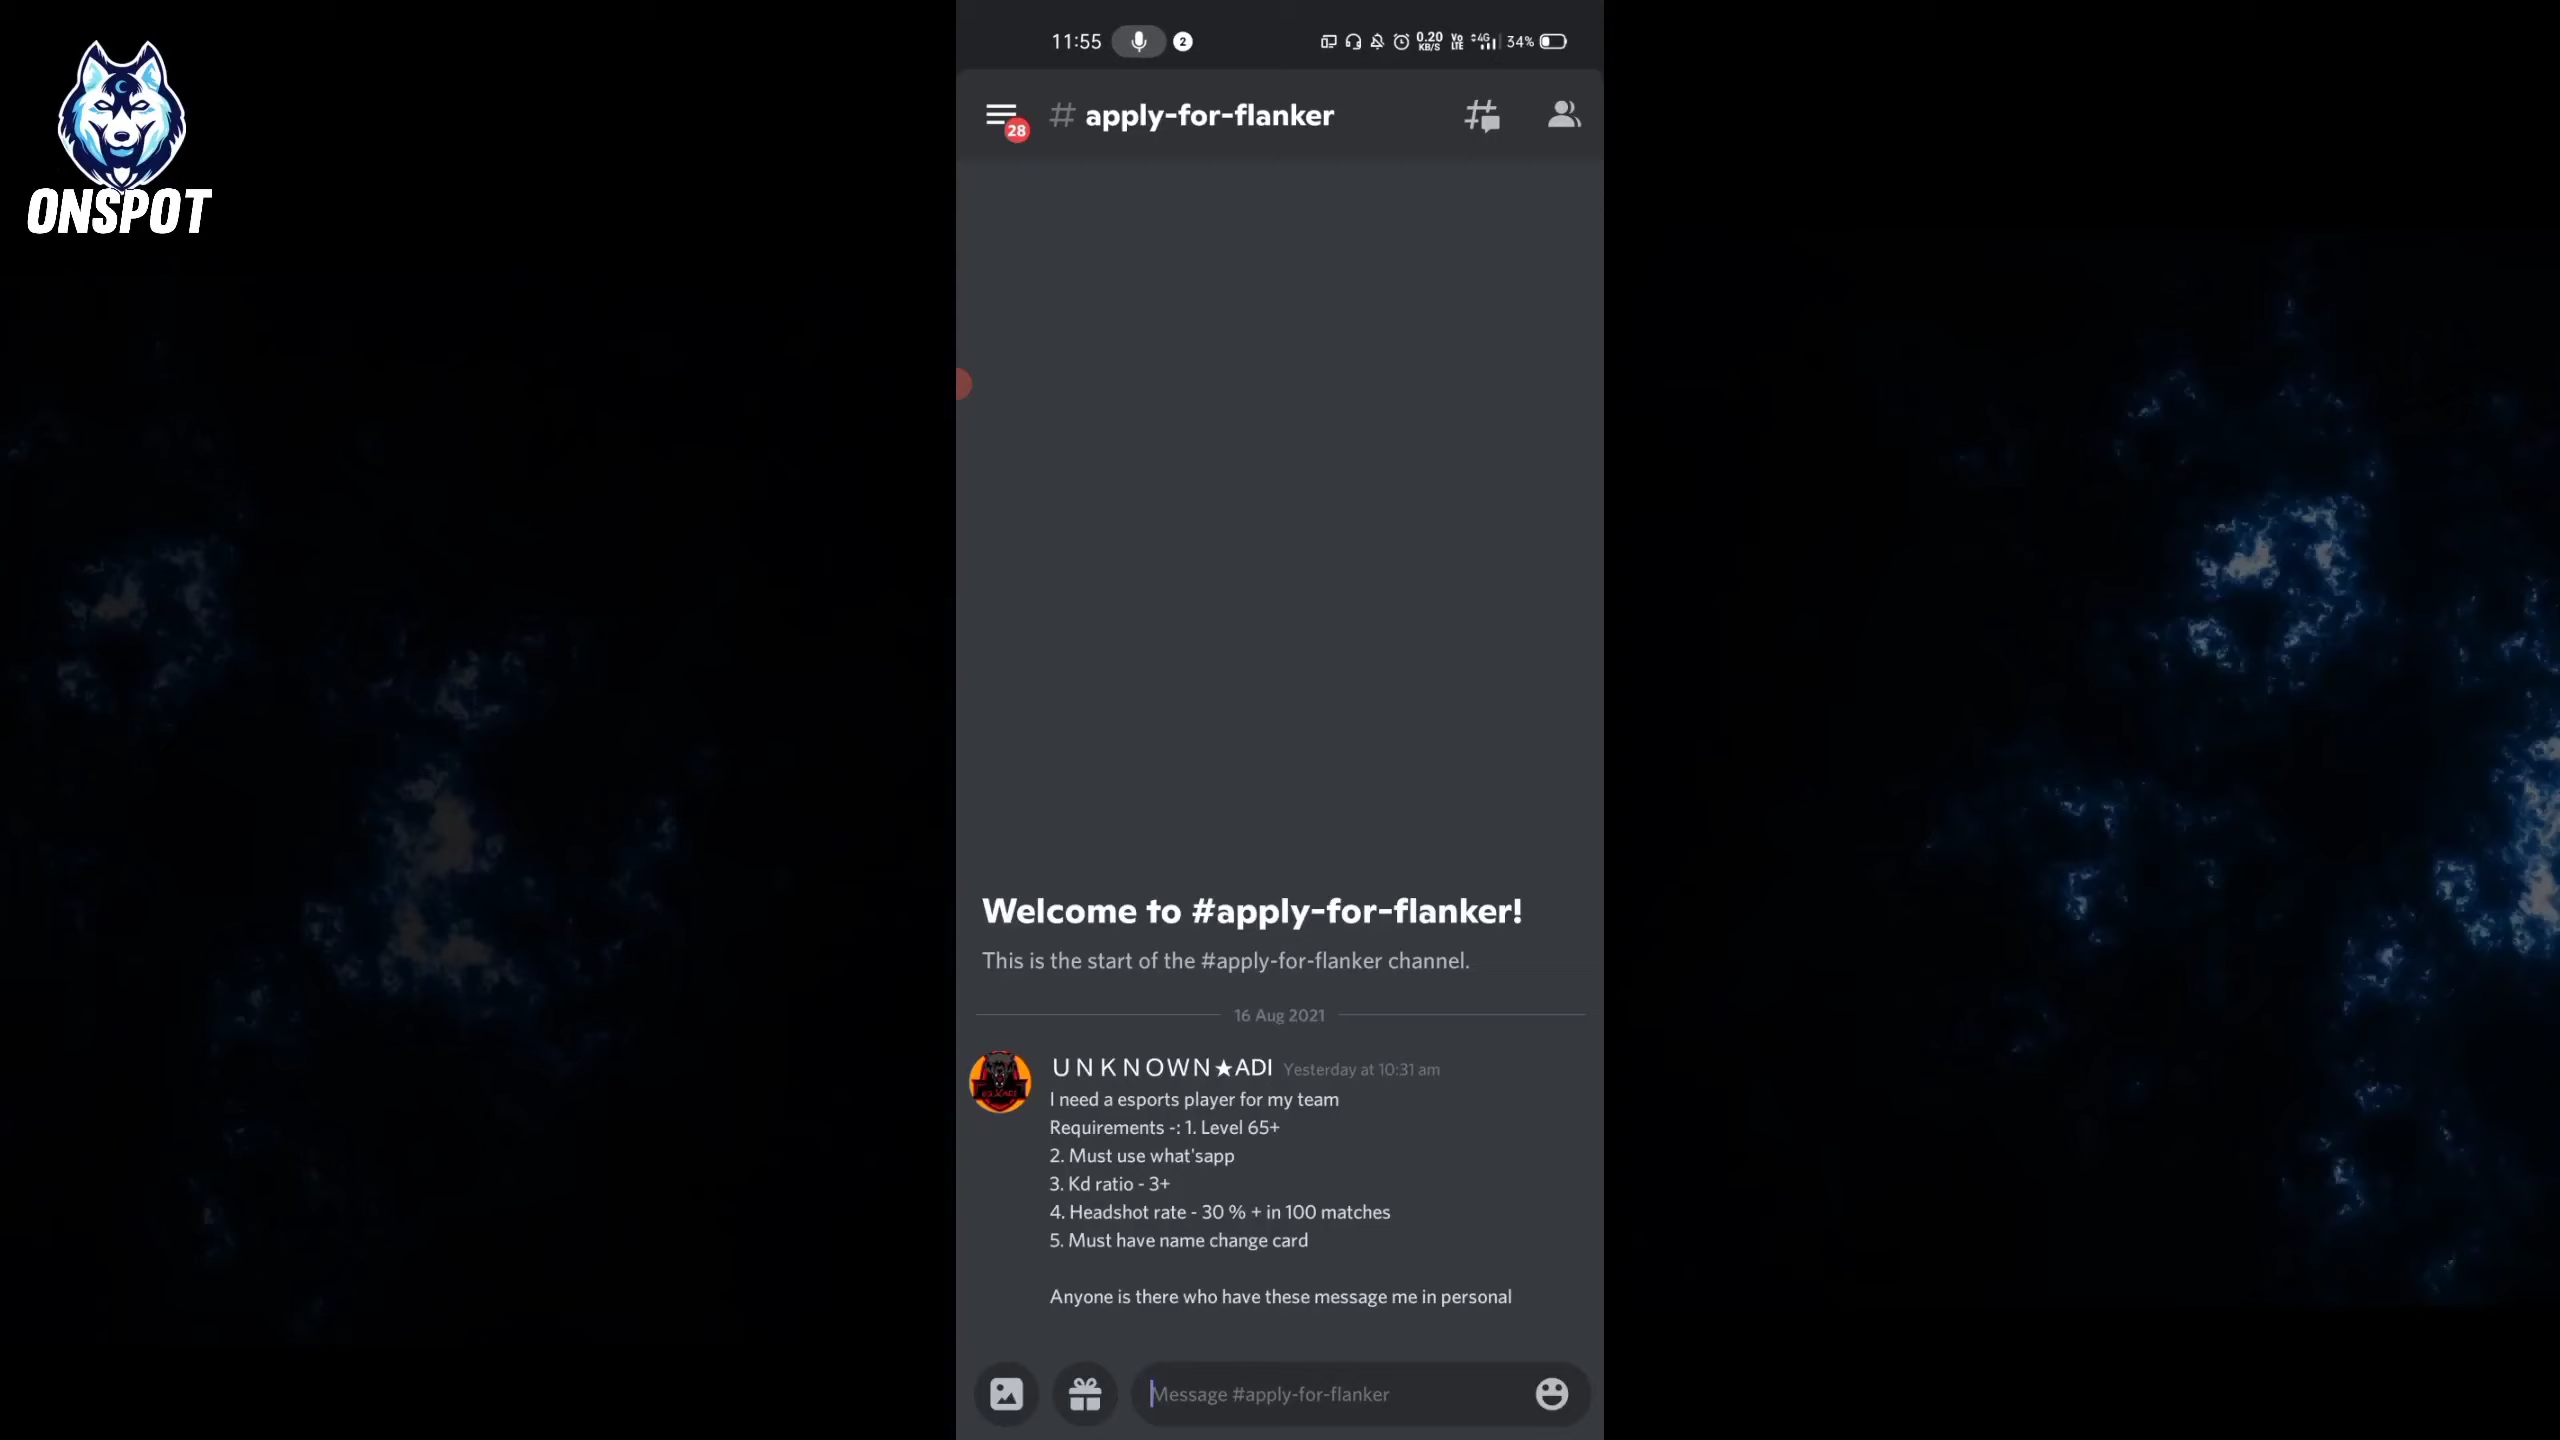 ONSPOT
11:55
2
0.20 KB/S
Vo LTE
4G
34%
28
# apply-for-flanker
Welcome to #apply-for-flanker!
This is the start of the #apply-for-flanker channel.
16 Aug 2021
U N K N O W N★ADI Yesterday at 10:31 am
I need a esports player for my team
Requirements -: 1. Level 65+
2. Must use what'sapp
3. Kd ratio - 3+
4. Headshot rate - 30 % + in 100 matches
5. Must have name change card
Anyone is there who have these message me in personal
Message #apply-for-flanker